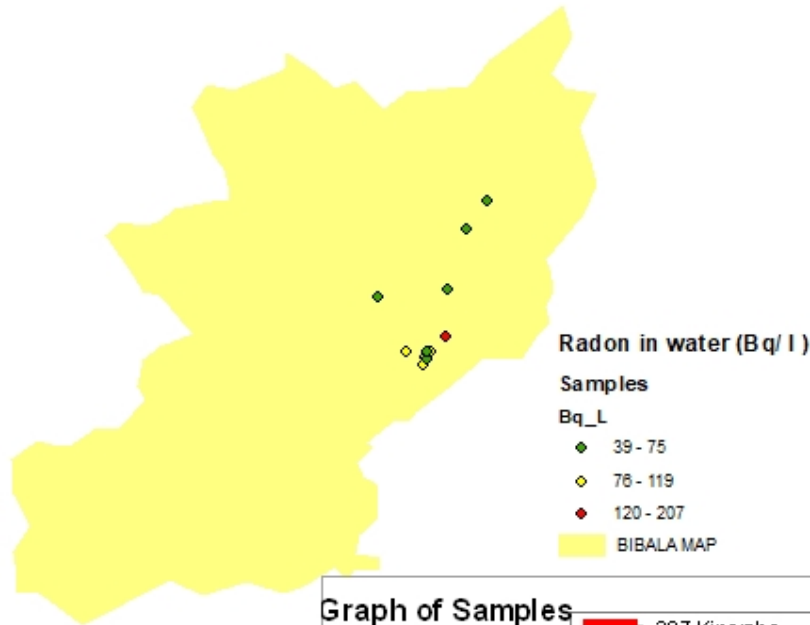 Radon in water (Bq/ l )
Samples
Bq_L
39 - 75
76 - 119
120 - 207
BIBALA MAP
Graph of Samples